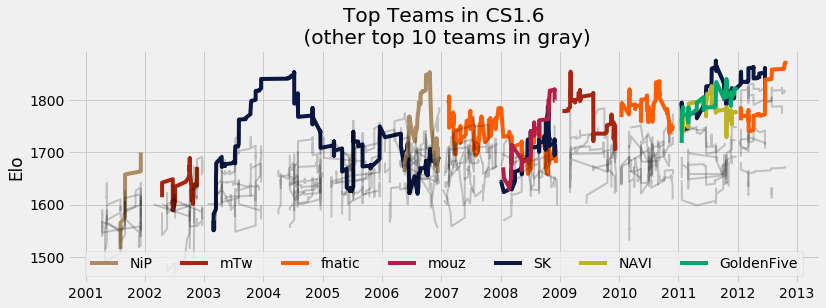 Top Teams in CS1.6
(other top 10 teams in gray)
Elo
1800
1700
1600
1500
NiP mTw fnatic mouz SK NAVI GoldenFive
2001 2002 2003 2004 2005 2006 2007 2008 2009 2010 2011 2012 2013